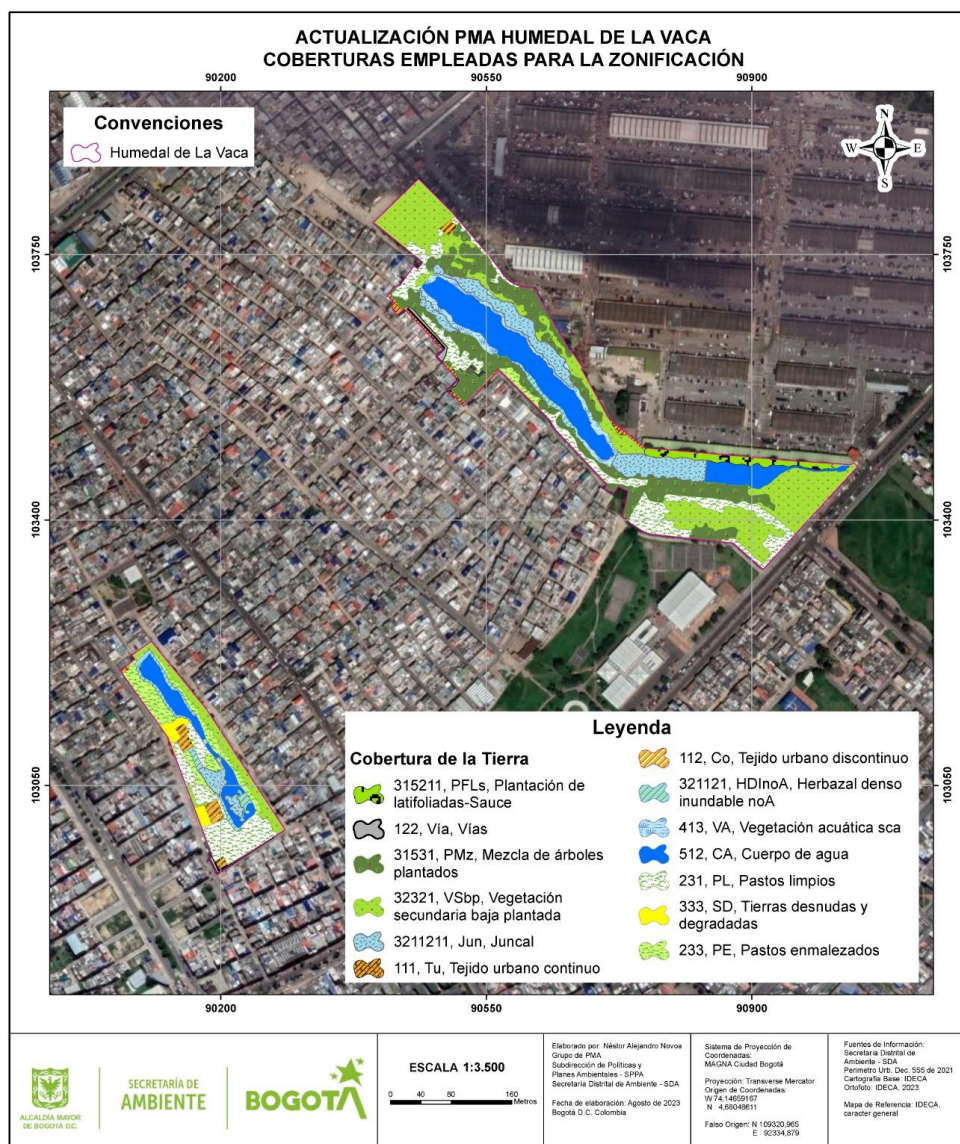 ACTUALIZACIÓN PMA HUMEDAL DE LA VACA
COBERTURAS EMPLEADAS PARA LA ZONIFICACIÓN
90200
90550
90900
Convenciones
Humedal de La Vaca
N
W
E
S
103750
103750
103400
103400
103050
103050
Leyenda
Cobertura de la Tierra
315211, PFLs, Plantación de
latifoliadas-Sauce
122, Vía, Vías
31531, PMz, Mezcla de árboles
plantados
32321, VSbp, Vegetación
secundaria baja plantada
3211211, Jun, Juncal
111, Tu, Tejido urbano continuo
112, Co, Tejido urbano discontinuo
321121, HDInoA, Herbazal denso
inundable noA
413, VA, Vegetación acuática sca
512, CA, Cuerpo de agua
231, PL, Pastos limpios
333, SD, Tierras desnudas y
degradadas
233, PE, Pastos enmalezados
90200
90550
90900
ALCALDÍA MAYOR
DE BOGOTÁ D.C.
SECRETARÍA DE
AMBIENTE
BOGOTÁ
ESCALA 1:3.500
0 40 80 160
Metros
Elaborado por: Néstor Alejandro Novoa
Grupo de PMA
Subdirección de Políticas y
Planes Ambientales - SPPA
Secretaría Distrital de Ambiente - SDA
Fecha de elaboración: Agosto de 2023
Bogotá D.C. Colombia
Sistema de Proyección de
Coordenadas:
MAGNA Ciudad Bogotá
Proyección: Transverse Mercator
Origen de Coordenadas:
W 74,14659167
N 4,68048611
Falso Origen: N 109320,965
E 92334,879
Fuentes de Información:
Secretaría Distrital de
Ambiente - SDA
Perimetro Urb. Dec. 555 de 2021
Cartografía Base: IDECA
Ortofoto: IDECA, 2023
Mapa de Referencia: IDECA,
caracter general